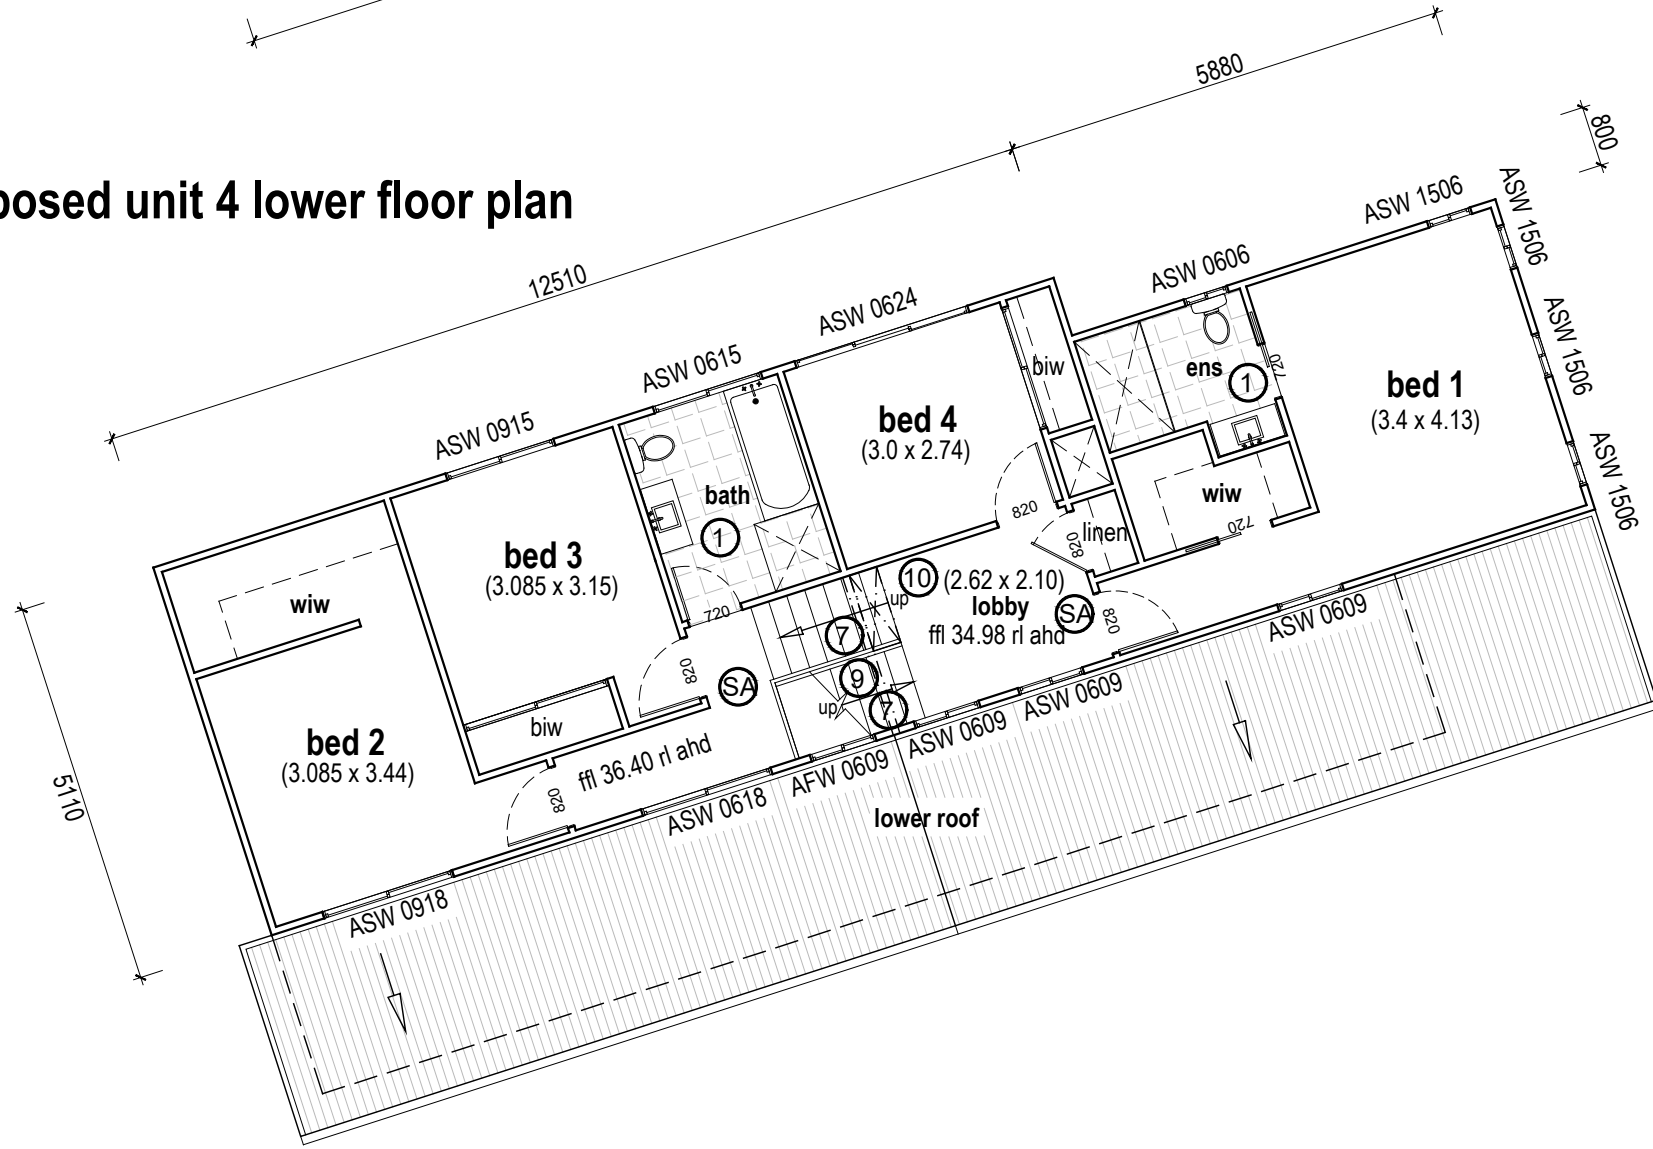 5880
800
posed unit 4 lower floor plan
12510
ASW 1506
ASW 1506
ASW 0606
ASW 0624
ASW 0615
ASW 0915
ASW 1506
ASW 1506
biw
ens
1
720
bed 1
(3.4 x 4.13)
bed 4
(3.0 x 2.74)
bath
1
wiw
820
linen
820
720
bed 3
(3.085 x 3.15)
wiw
720
10
(2.62 x 2.10)
up
lobby
SA
ffl 34.98 rl ahd
820
7
ASW 0609
820
SA
9
up
7
ASW 0609
ASW 0609
AFW 0609
ASW 0618
biw
bed 2
(3.085 x 3.44)
ffl 36.40 rl ahd
820
5110
lower roof
ASW 0918